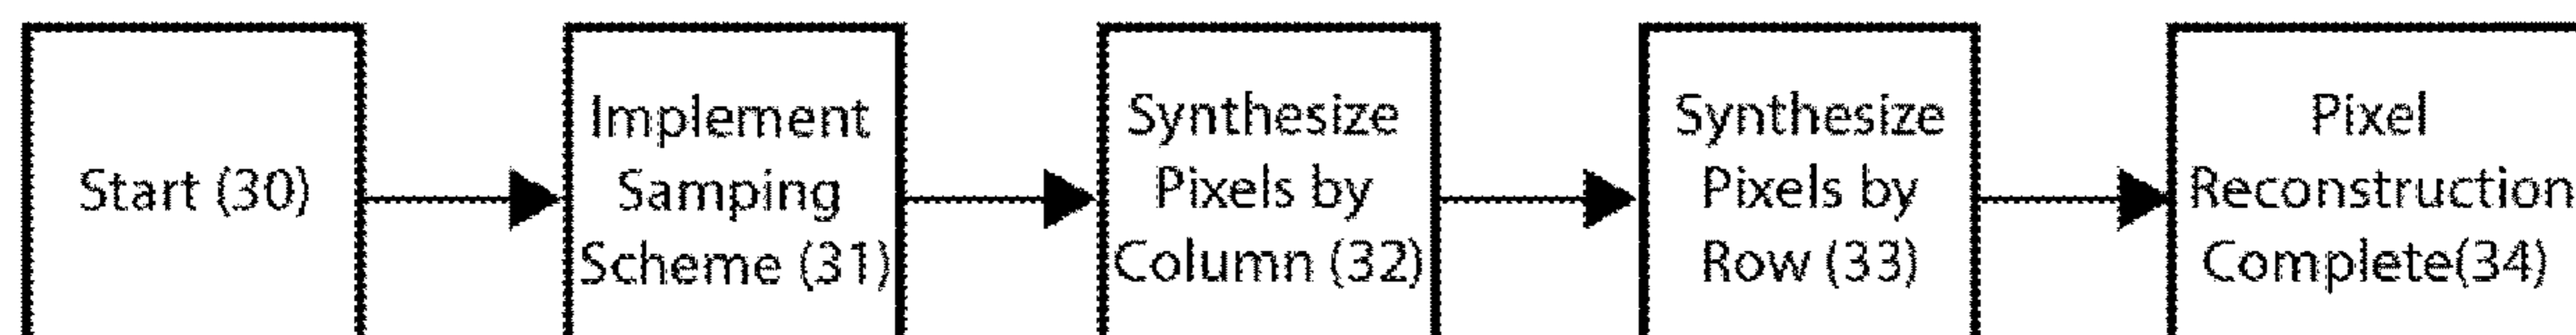 Start (30)
Implement
Samping
Scheme (31)
Synthesize
Pixels by
Column (32)
Synthesize
Pixels by
Row (33)
Pixel
Reconstruction
Complete(34)